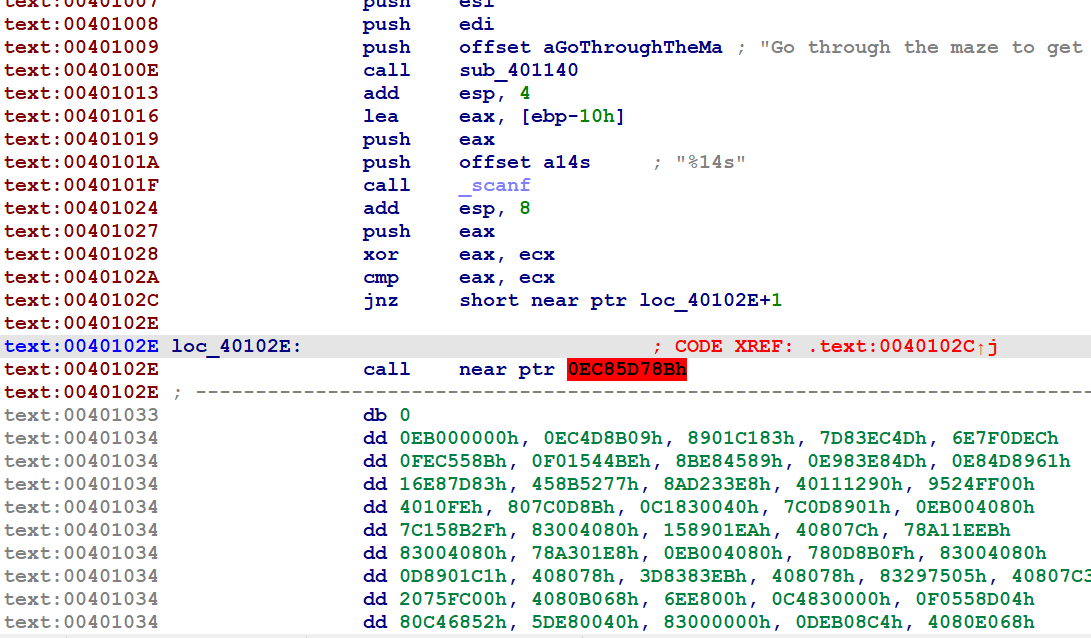 text:00401007 push esi
text:00401008 push edi
text:00401009 push offset aGoThroughTheMa ; "Go through the maze to get
text:0040100E call sub_401140
text:00401013 add esp, 4
text:00401016 lea eax, [ebp-10h]
text:00401019 push eax
text:0040101A push offset a14s ; "%14s"
text:0040101F call _scanf
text:00401024 add esp, 8
text:00401027 push eax
text:00401028 xor eax, ecx
text:0040102A cmp eax, ecx
text:0040102C jnz short near ptr loc_40102E+1
text:0040102E
text:0040102E loc_40102E: ; CODE XREF: .text:0040102C↑j
text:0040102E call near ptr 0EC85D78Bh
text:0040102E ; ---------------------------------------------------------------------------
text:00401033 db 0
text:00401034 dd 0EB000000h, 0EC4D8B09h, 8901C183h, 7D83EC4Dh, 6E7F0DECh
text:00401034 dd 0FEC558Bh, 0F01544BEh, 8BE84589h, 0E983E84Dh, 0E84D8961h
text:00401034 dd 16E87D83h, 458B5277h, 8AD233E8h, 40111290h, 9524FF00h
text:00401034 dd 4010FEh, 807C0D8Bh, 0C1830040h, 7C0D8901h, 0EB004080h
text:00401034 dd 7C158B2Fh, 83004080h, 158901EAh, 40807Ch, 78A11EEBh
text:00401034 dd 83004080h, 78A301E8h, 0EB004080h, 780D8B0Fh, 83004080h
text:00401034 dd 0D8901C1h, 408078h, 3D8383EBh, 408078h, 83297505h, 40807C3
text:00401034 dd 2075FC00h, 4080B068h, 6EE800h, 0C4830000h, 0F0558D04h
text:00401034 dd 80C46852h, 5DE80040h, 83000000h, 0DEB08C4h, 4080E068h